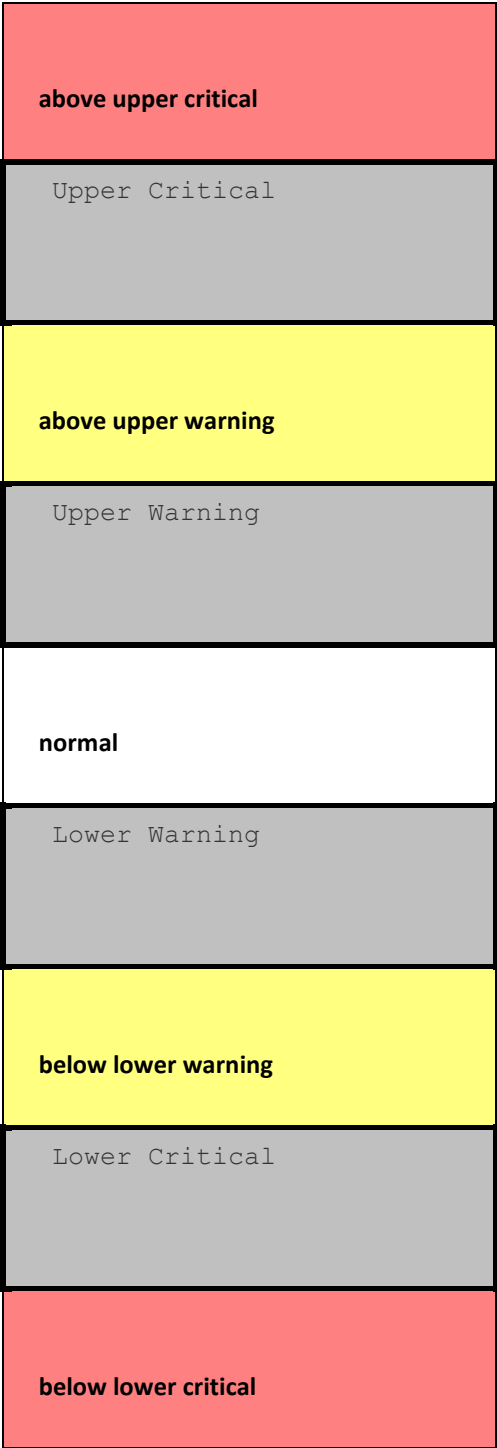 above upper critical
Upper Critical
above upper warning
Upper Warning
normal
Lower Warning
below lower warning
Lower Critical
below lower critical